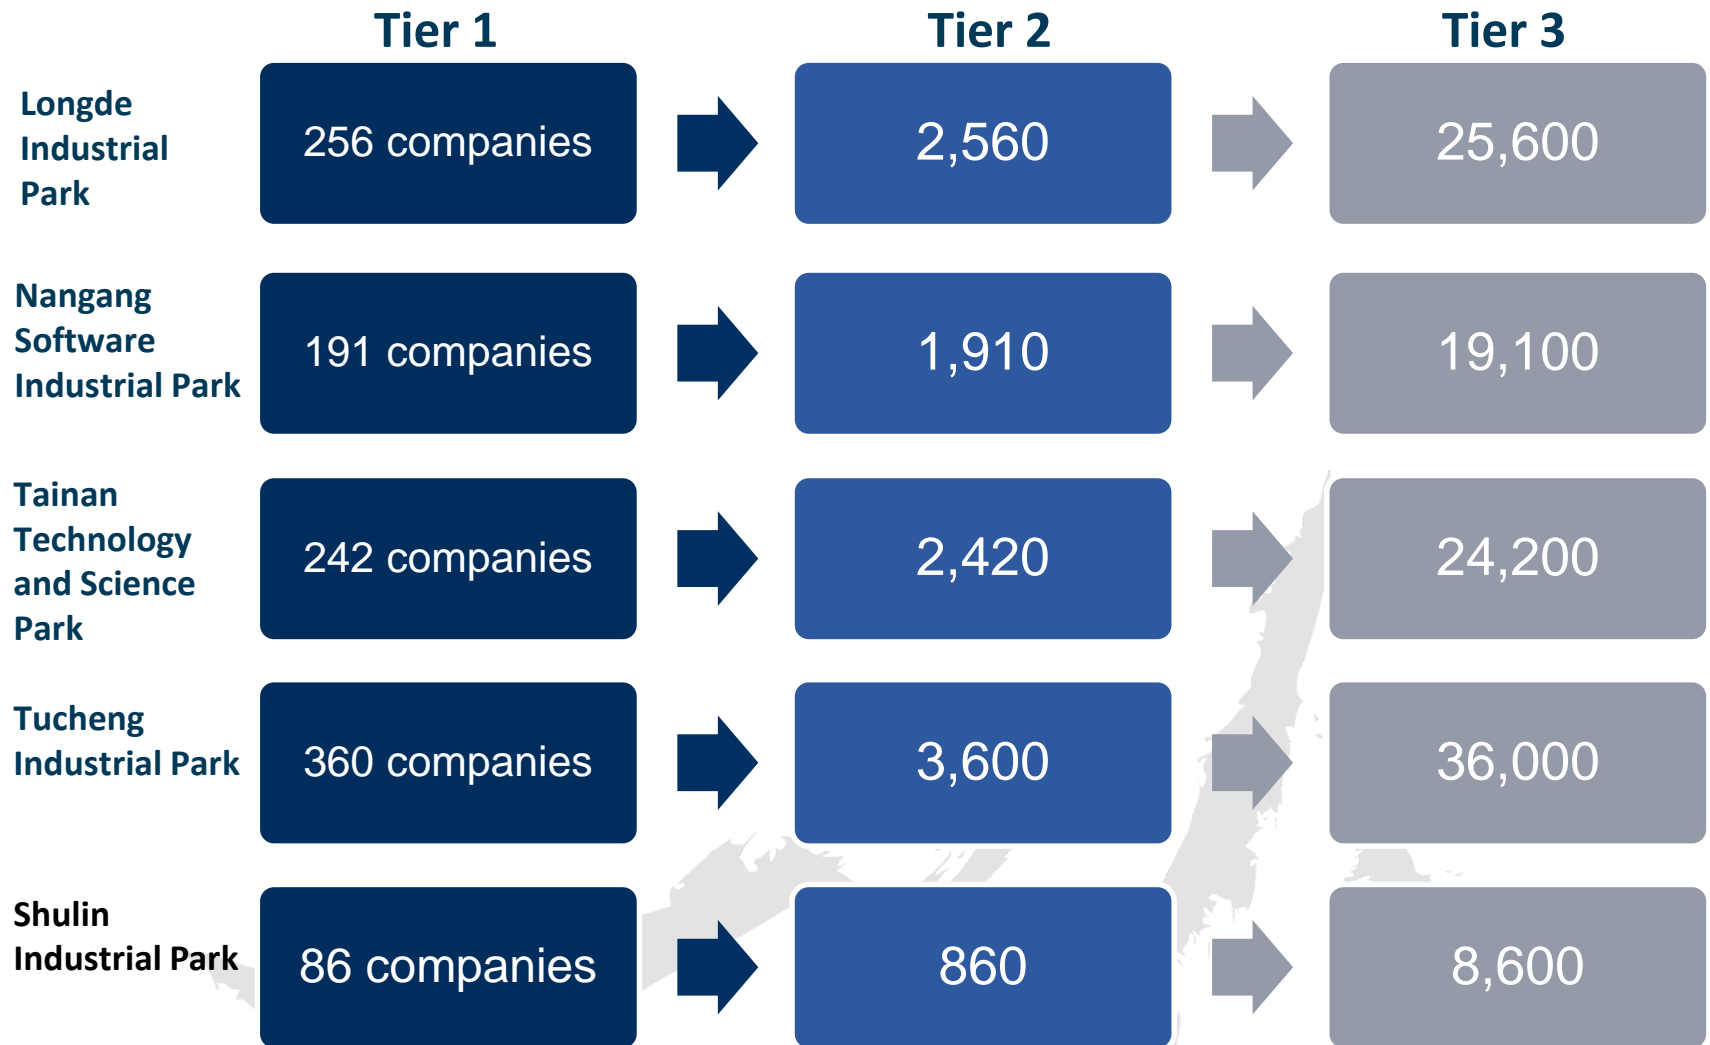 Tier 1
Tier 2
Tier 3
Longde
Industrial
Park
256 companies
2,560
25,600
Nangang
Software
Industrial Park
191 companies
1,910
19,100
Tainan
Technology
and Science
Park
242 companies
2,420
24,200
Tucheng
Industrial Park
360 companies
3,600
36,000
Shulin
Industrial Park
86 companies
860
8,600